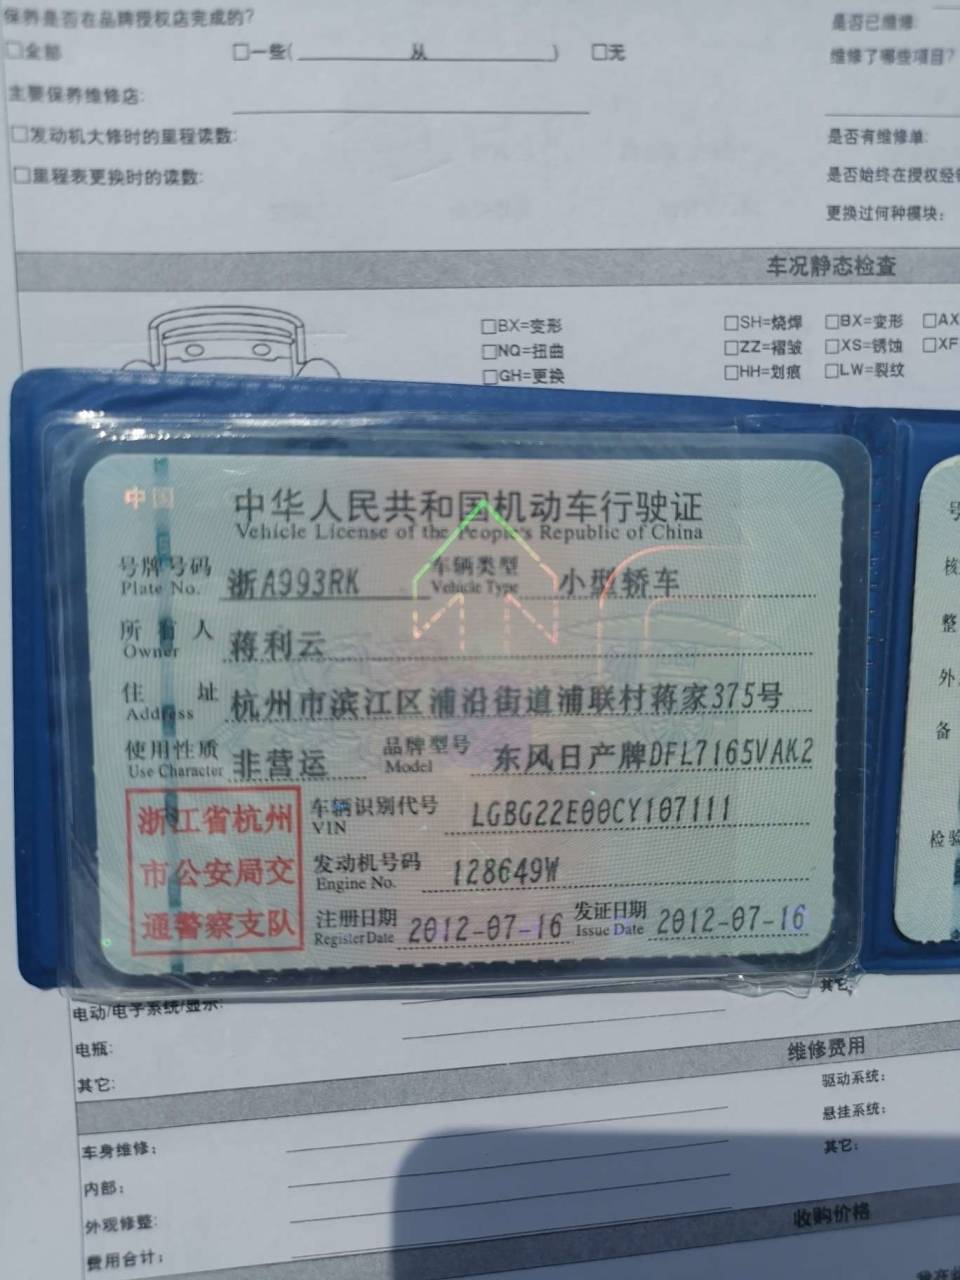 保养是否在品牌授权店完成的?
是否已维修:
□全部 □一些( 从 ) □无
维修了哪些项目?
主要保养维修店:
□发动机大修时的里程读数:
是否有维修单:
□里程表更换时的读数:
是否始终在授权经
更换过何种模块:
车况静态检查
□BX=变形 □SH=烧焊 □BX=变形 □AX
□NQ=扭曲 □ZZ=褶皱 □XS=锈蚀 □XF
□GH=更换 □HH=划痕 □LW=裂纹
中国
中华人民共和国机动车行驶证
Vehicle License of the People's Republic of China
号牌号码 浙A993RK 车辆类型 小型轿车
Plate No. Vehicle Type
所有人 蒋利云
Owner
住址 杭州市滨江区浦沿街道浦联村蒋家375号
Address
使用性质 非营运 品牌型号 东风日产牌DFL7165VAK2
Use Character Model
浙江省杭州
市公安局交
通警察支队
车辆识别代号 LGBG22E00CY107111
VIN
发动机号码 128649W
Engine No.
注册日期 2012-07-16 发证日期 2012-07-16
Register Date Issue Date
号
核
整
外
备
检验
电动/电子系统/显示:
其它:
电瓶:
其它:
维修费用
驱动系统:
悬挂系统:
车身维修:
其它:
内部:
外观修整:
收购价格
费用合计: